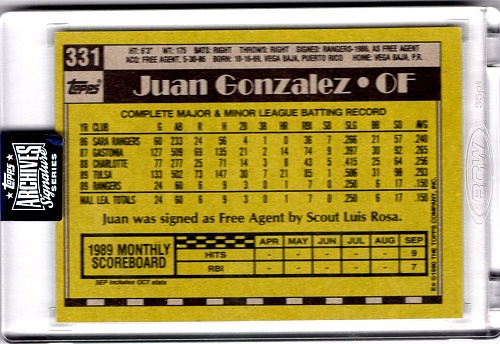 331
Topps
HT: 6'3" WT: 175 BATS: RIGHT THROWS: RIGHT SIGNED: RANGERS-1986, AS FREE AGENT
ACQ: FREE AGENT, 5-30-86 BORN: 10-16-69, VEGA BAJA, PUERTO RICO HOME: VEGA BAJA, P.R.
Juan Gonzalez • OF
COMPLETE MAJOR & MINOR LEAGUE BATTING RECORD
YR CLUB G AB R H 2B 3B HR RBI SB SLG BB SO AVG
86 SARA RANGERS 60 233 24 56 4 1 0 36 7 .266 21 57 .240
87 GASTONIA 127 509 69 135 21 2 14 74 9 .397 30 92 .265
88 CHARLOTTE 77 277 25 71 14 3 8 43 5 .415 25 64 .256
89 TULSA 133 502 73 147 30 7 21 85 1 .506 31 98 .293
89 RANGERS 24 60 6 9 3 0 1 7 0 .250 6 17 .150
MAJ. LEA. TOTALS 24 60 6 9 3 0 1 7 0 .250 6 17 .150
Juan was signed as Free Agent by Scout Luis Rosa.
1989 MONTHLY SCOREBOARD
APR MAY JUN JUL AUG SEP
HITS - - - - - 9
RBI - - - - - 7
SEP includes OCT stats
© 1990 THE TOPPS COMPANY, INC.
TOPPS
ARCHIVES
Signature
SERIES
BCW
35pt